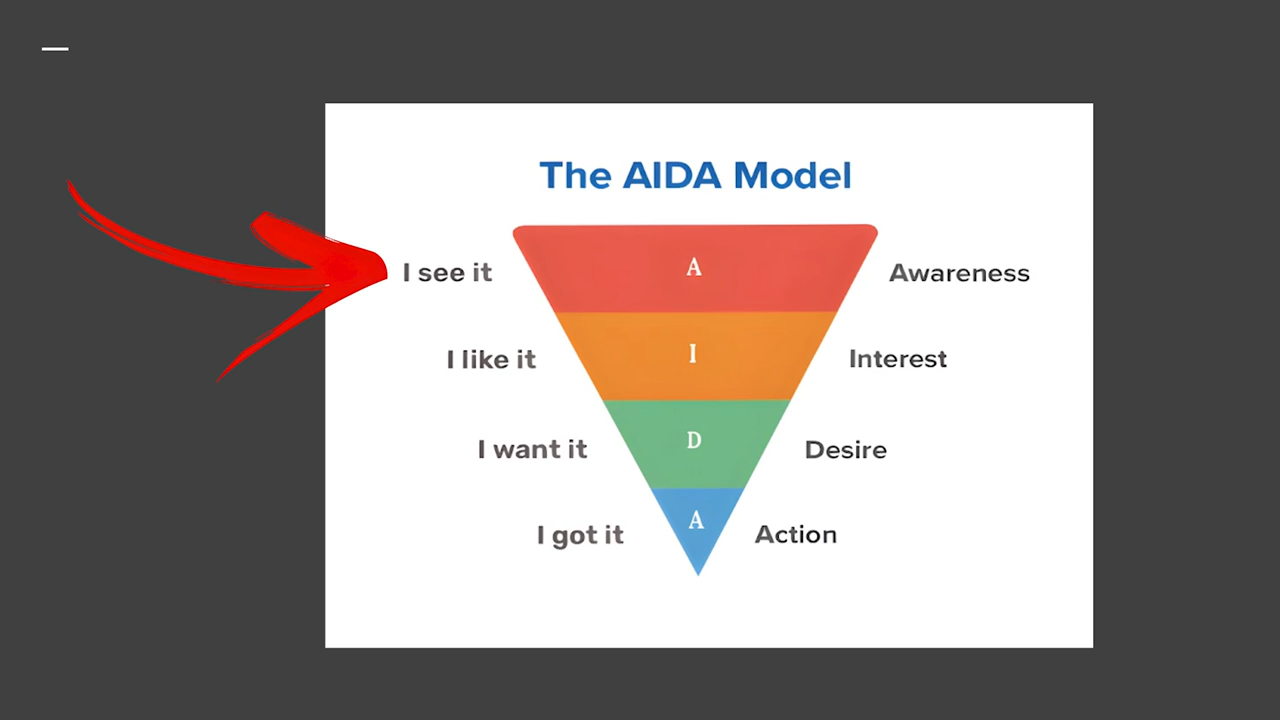 The AIDA Model
I see it A Awareness
I like it I Interest
I want it D Desire
I got it A Action